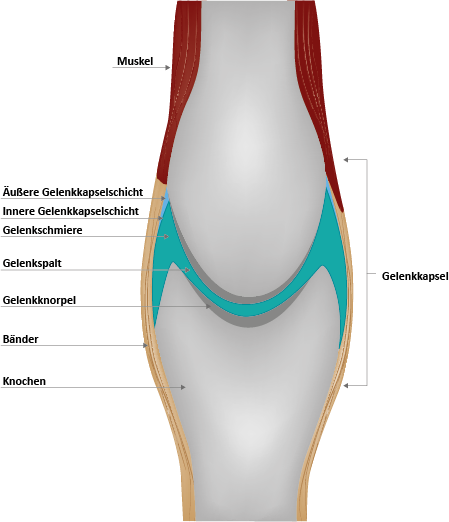 Muskel
Äußere Gelenkkapselschicht
Innere Gelenkkapselschicht
Gelenkschmiere
Gelenkspalt
Gelenkkapsel
Gelenkknorpel
Bänder
Knochen